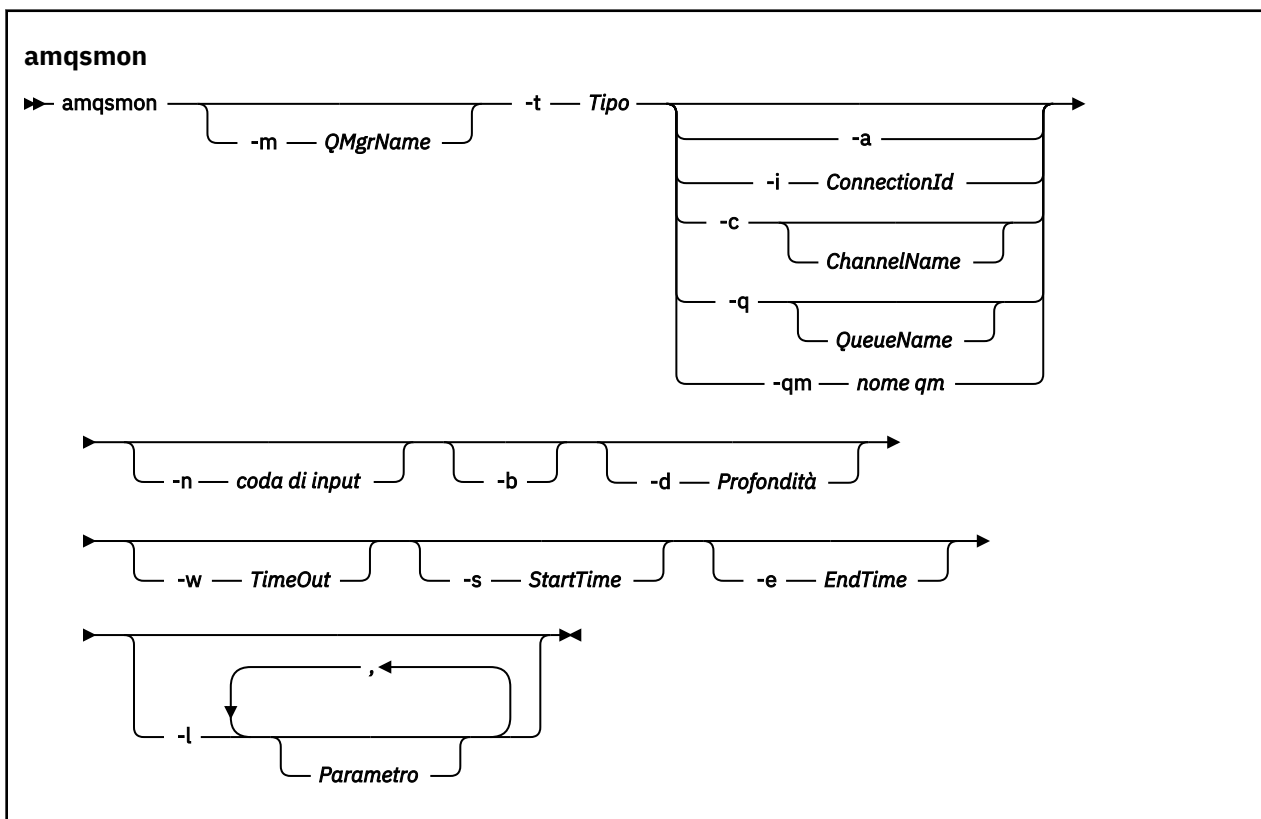 amqsmon
amqsmon -t Tipo
-m QMgrName
-a
-i ConnectionId
-c
ChannelName
-q
QueueName
-qm nome qm
-n coda di input -b -d Profondità
-w TimeOut -s StartTime -e EndTime
,
-l
Parametro